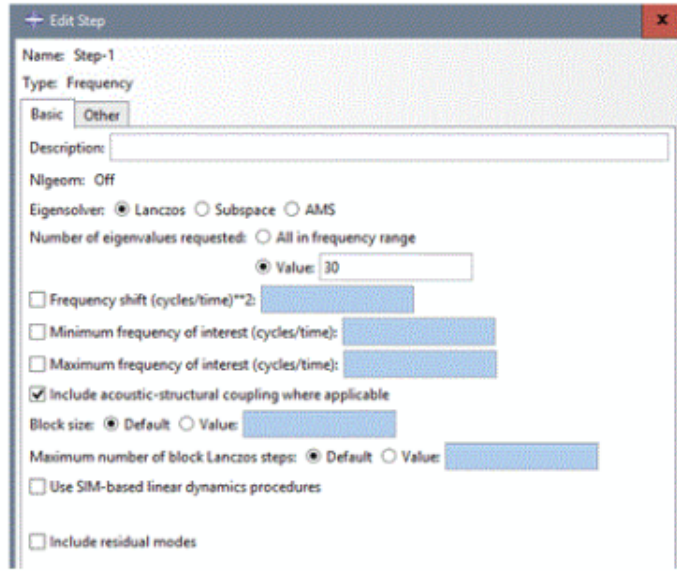 Edit Step
x
Name: Step-1
Type: Frequency
Basic Other
Description:
Nlgeom: Off
Eigensolver: Lanczos Subspace AMS
Number of eigenvalues requested: All in frequency range
Value: 30
Frequency shift (cycles/time)**2:
Minimum frequency of interest (cycles/time):
Maximum frequency of interest (cycles/time):
Include acoustic-structural coupling where applicable
Block size: Default Value:
Maximum number of block Lanczos steps: Default Value:
Use SIM-based linear dynamics procedures
Include residual modes